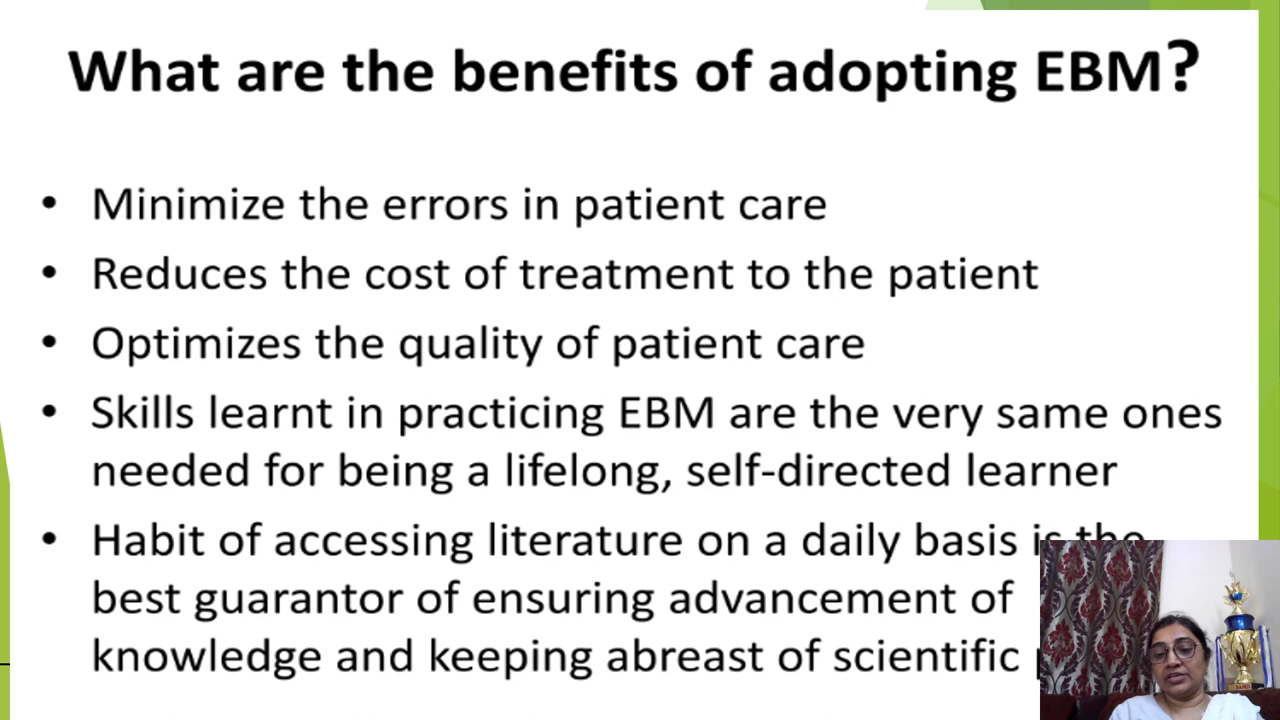 What are the benefits of adopting EBM?
• Minimize the errors in patient care
• Reduces the cost of treatment to the patient
• Optimizes the quality of patient care
• Skills learnt in practicing EBM are the very same ones
needed for being a lifelong, self-directed learner
• Habit of accessing literature on a daily basis is the
best guarantor of ensuring advancement of
knowledge and keeping abreast of scientific